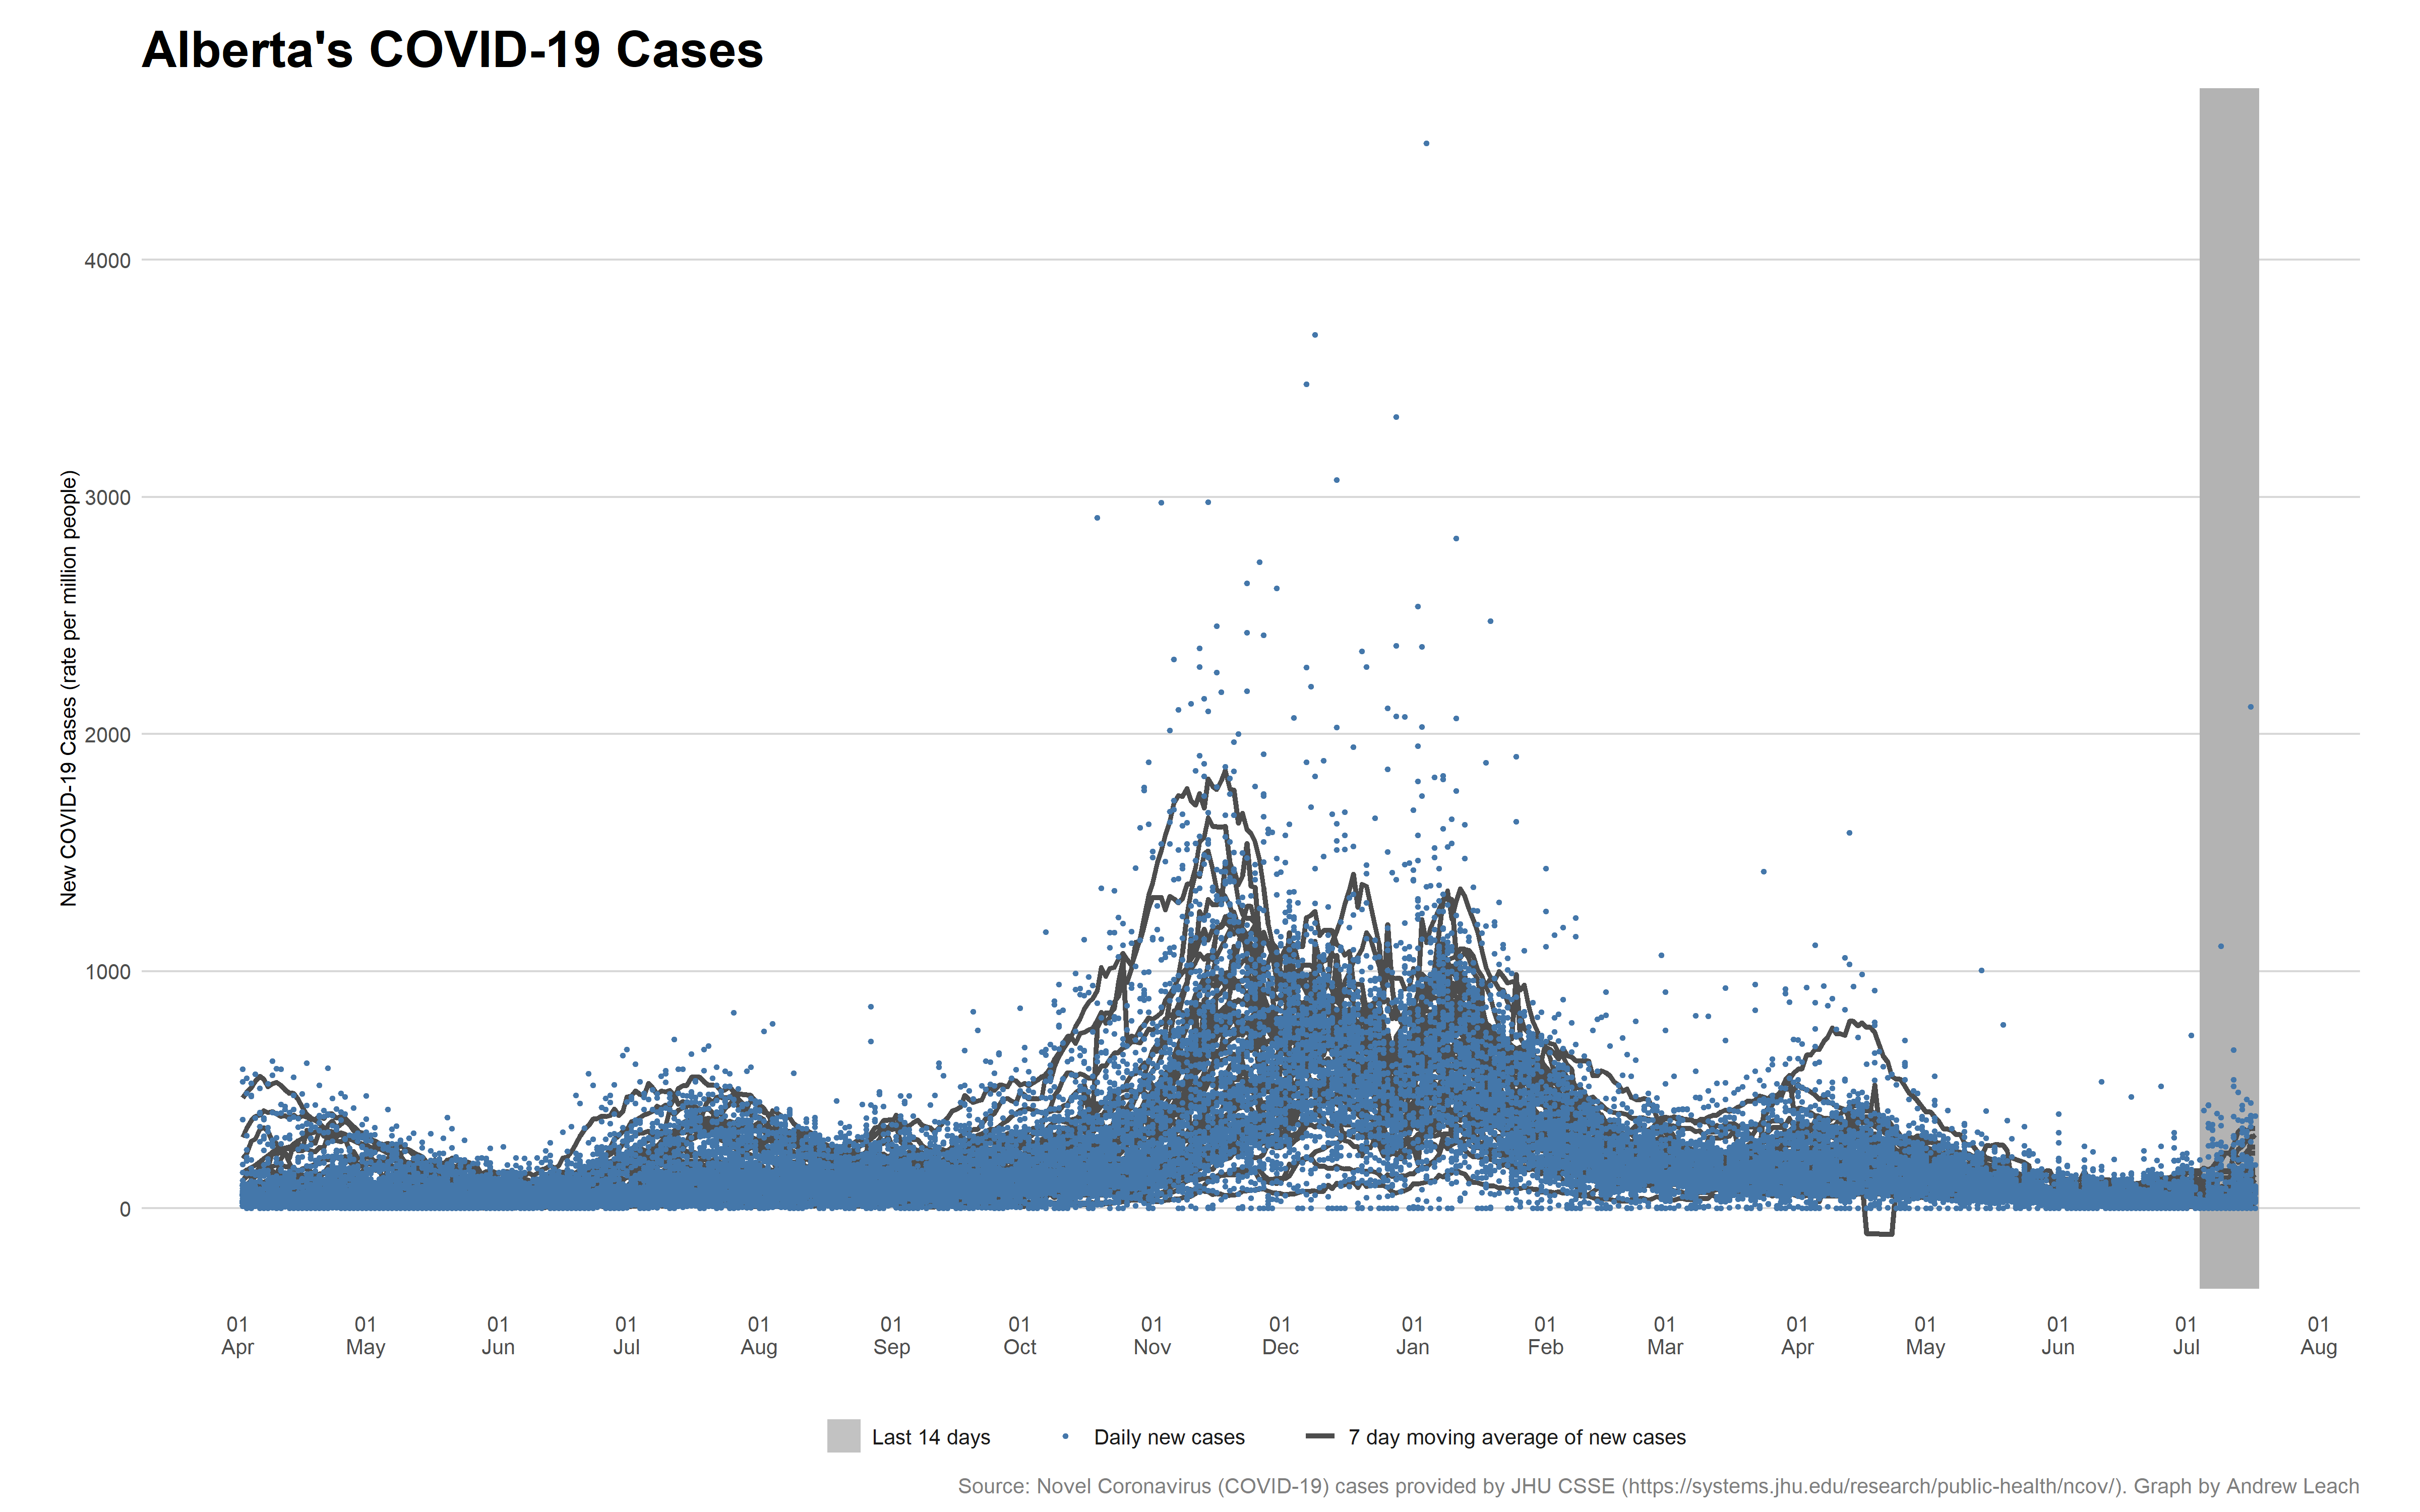 Alberta's COVID-19 Cases
New COVID-19 Cases (rate per million people)
4000
3000
2000
1000
0
01 01 01 01 01 01 01 01 01 01 01 01 01 01 01 01 01
Apr May Jun Jul Aug Sep Oct Nov Dec Jan Feb Mar Apr May Jun Jul Aug
Last 14 days Daily new cases 7 day moving average of new cases
Source: Novel Coronavirus (COVID-19) cases provided by JHU CSSE (https://systems.jhu.edu/research/public-health/ncov/). Graph by Andrew Leach